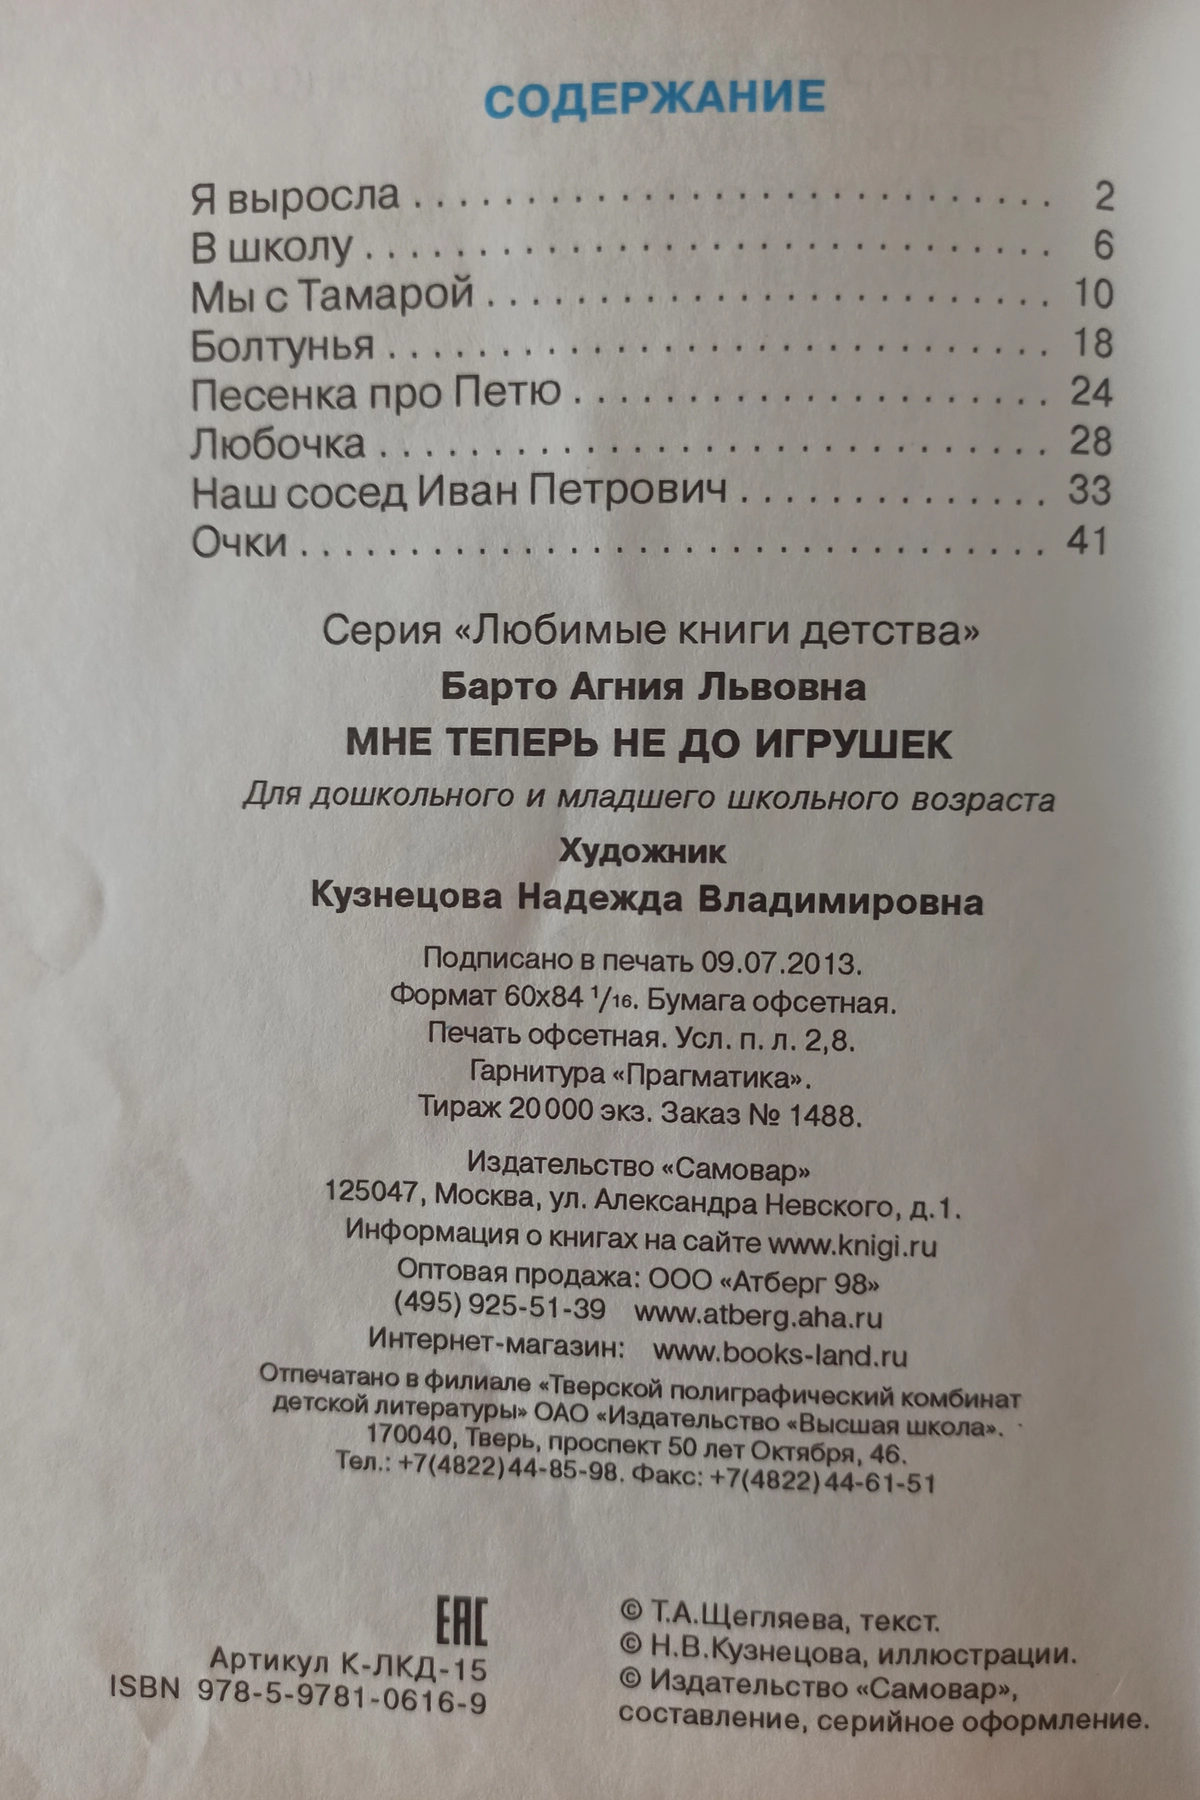 СОДЕРЖАНИЕ
Я выросла . . . . . . . . . . . . . . . . . . . . . . . . . . . . . 2
В школу . . . . . . . . . . . . . . . . . . . . . . . . . . . . . . . 6
Мы с Тамарой . . . . . . . . . . . . . . . . . . . . . . . . . 10
Болтунья . . . . . . . . . . . . . . . . . . . . . . . . . . . . . . 18
Песенка про Петю . . . . . . . . . . . . . . . . . . . . . 24
Любочка . . . . . . . . . . . . . . . . . . . . . . . . . . . . . . 28
Наш сосед Иван Петрович . . . . . . . . . . . . . . 33
Очки . . . . . . . . . . . . . . . . . . . . . . . . . . . . . . . . . 41
Серия «Любимые книги детства»
Барто Агния Львовна
МНЕ ТЕПЕРЬ НЕ ДО ИГРУШЕК
Для дошкольного и младшего школьного возраста
Художник
Кузнецова Надежда Владимировна
Подписано в печать 09.07.2013.
Формат 60х84 1/16. Бумага офсетная.
Печать офсетная. Усл. п. л. 2,8.
Гарнитура «Прагматика».
Тираж 20 000 экз. Заказ № 1488.
Издательство «Самовар»
125047, Москва, ул. Александра Невского, д.1.
Информация о книгах на сайте www.knigi.ru
Оптовая продажа: ООО «Атберг 98»
(495) 925-51-39 www.atberg.aha.ru
Интернет-магазин: www.books-land.ru
Отпечатано в филиале «Тверской полиграфический комбинат
детской литературы» ОАО «Издательство «Высшая школа».
170040, Тверь, проспект 50 лет Октября, 46.
Тел.: +7(4822)44-85-98. Факс: +7(4822)44-61-51
EAC
Артикул К-ЛКД-15
ISBN 978-5-9781-0616-9
© Т.А.Щегляева, текст.
© Н.В.Кузнецова, иллюстрации.
© Издательство «Самовар»,
составление, серийное оформление.